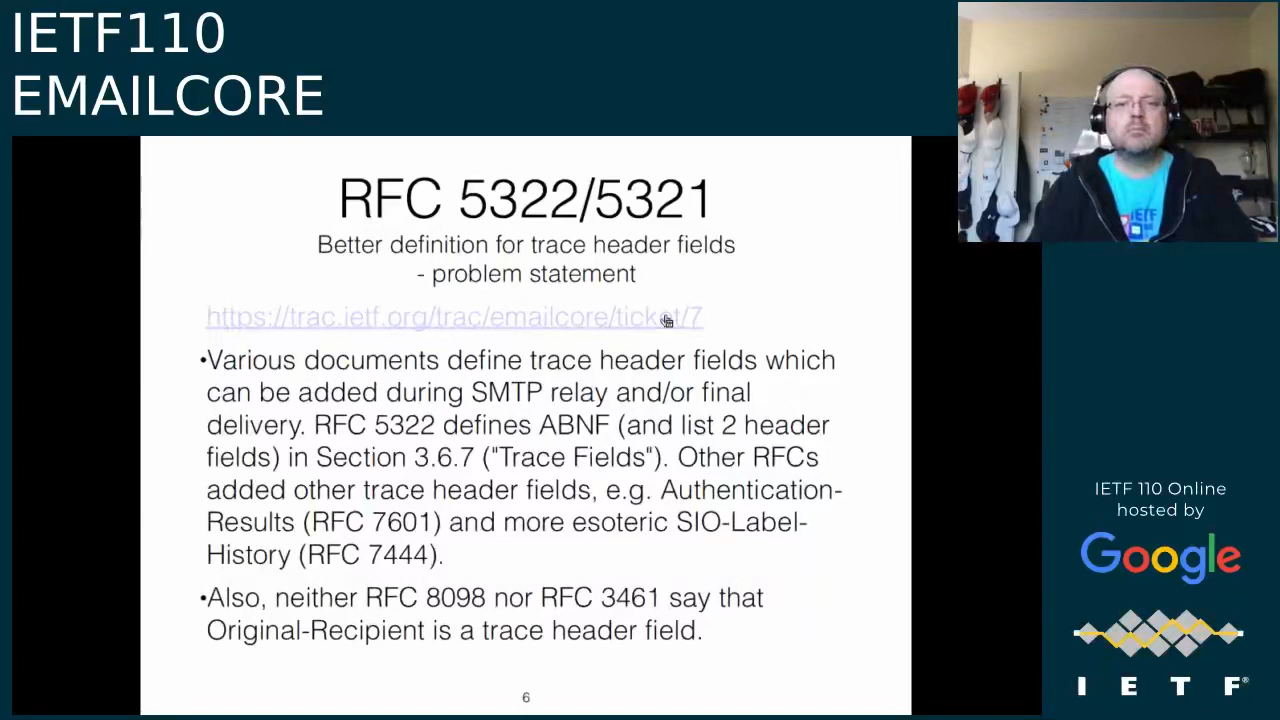 IETF110
EMAILCORE
RFC 5322/5321
Better definition for trace header fields
- problem statement
https://trac.ietf.org/trac/emailcore/ticket/7
•Various documents define trace header fields which
can be added during SMTP relay and/or final
delivery. RFC 5322 defines ABNF (and list 2 header
fields) in Section 3.6.7 ("Trace Fields"). Other RFCs
added other trace header fields, e.g. Authentication-
Results (RFC 7601) and more esoteric SIO-Label-
History (RFC 7444).
•Also, neither RFC 8098 nor RFC 3461 say that
Original-Recipient is a trace header field.
6
IETF
IETF 110 Online
hosted by
Google
I E T F®